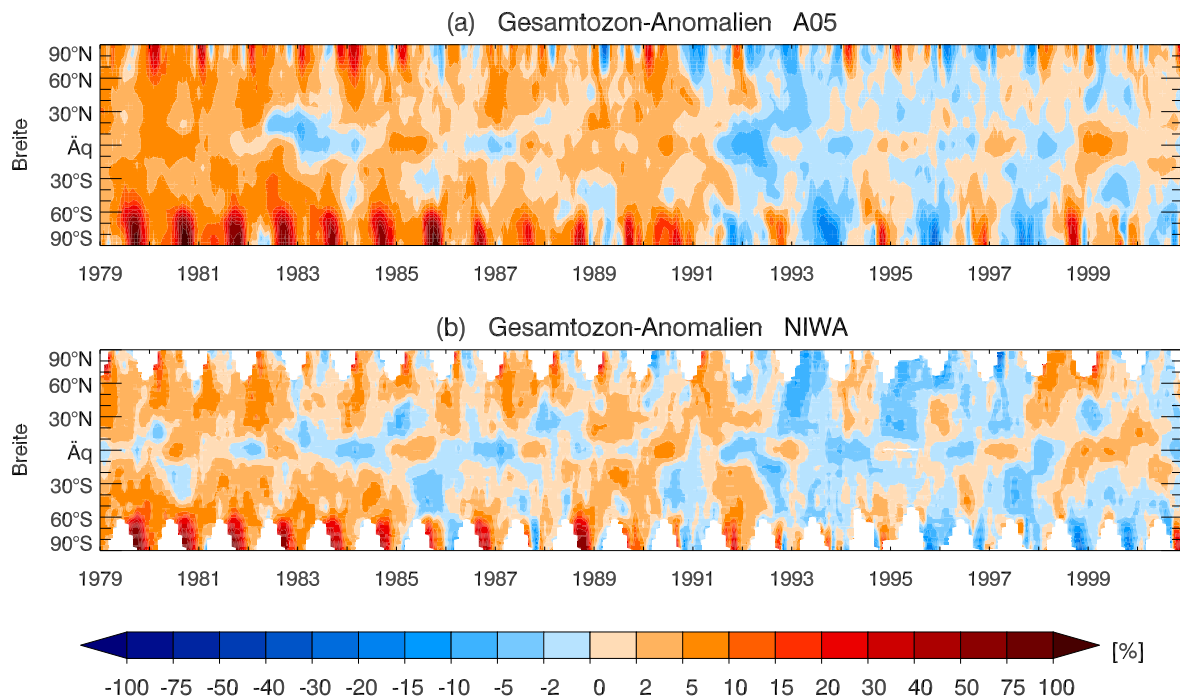 (a) Gesamtozon-Anomalien A05
90°N
60°N
30°N
Äq
30°S
60°S
90°S
Breite
1979 1981 1983 1985 1987 1989 1991 1993 1995 1997 1999
(b) Gesamtozon-Anomalien NIWA
90°N
60°N
30°N
Äq
30°S
60°S
90°S
Breite
1979 1981 1983 1985 1987 1989 1991 1993 1995 1997 1999
[%]
-100 -75 -50 -40 -30 -20 -15 -10 -5 -2 0 2 5 10 15 20 30 40 50 75 100